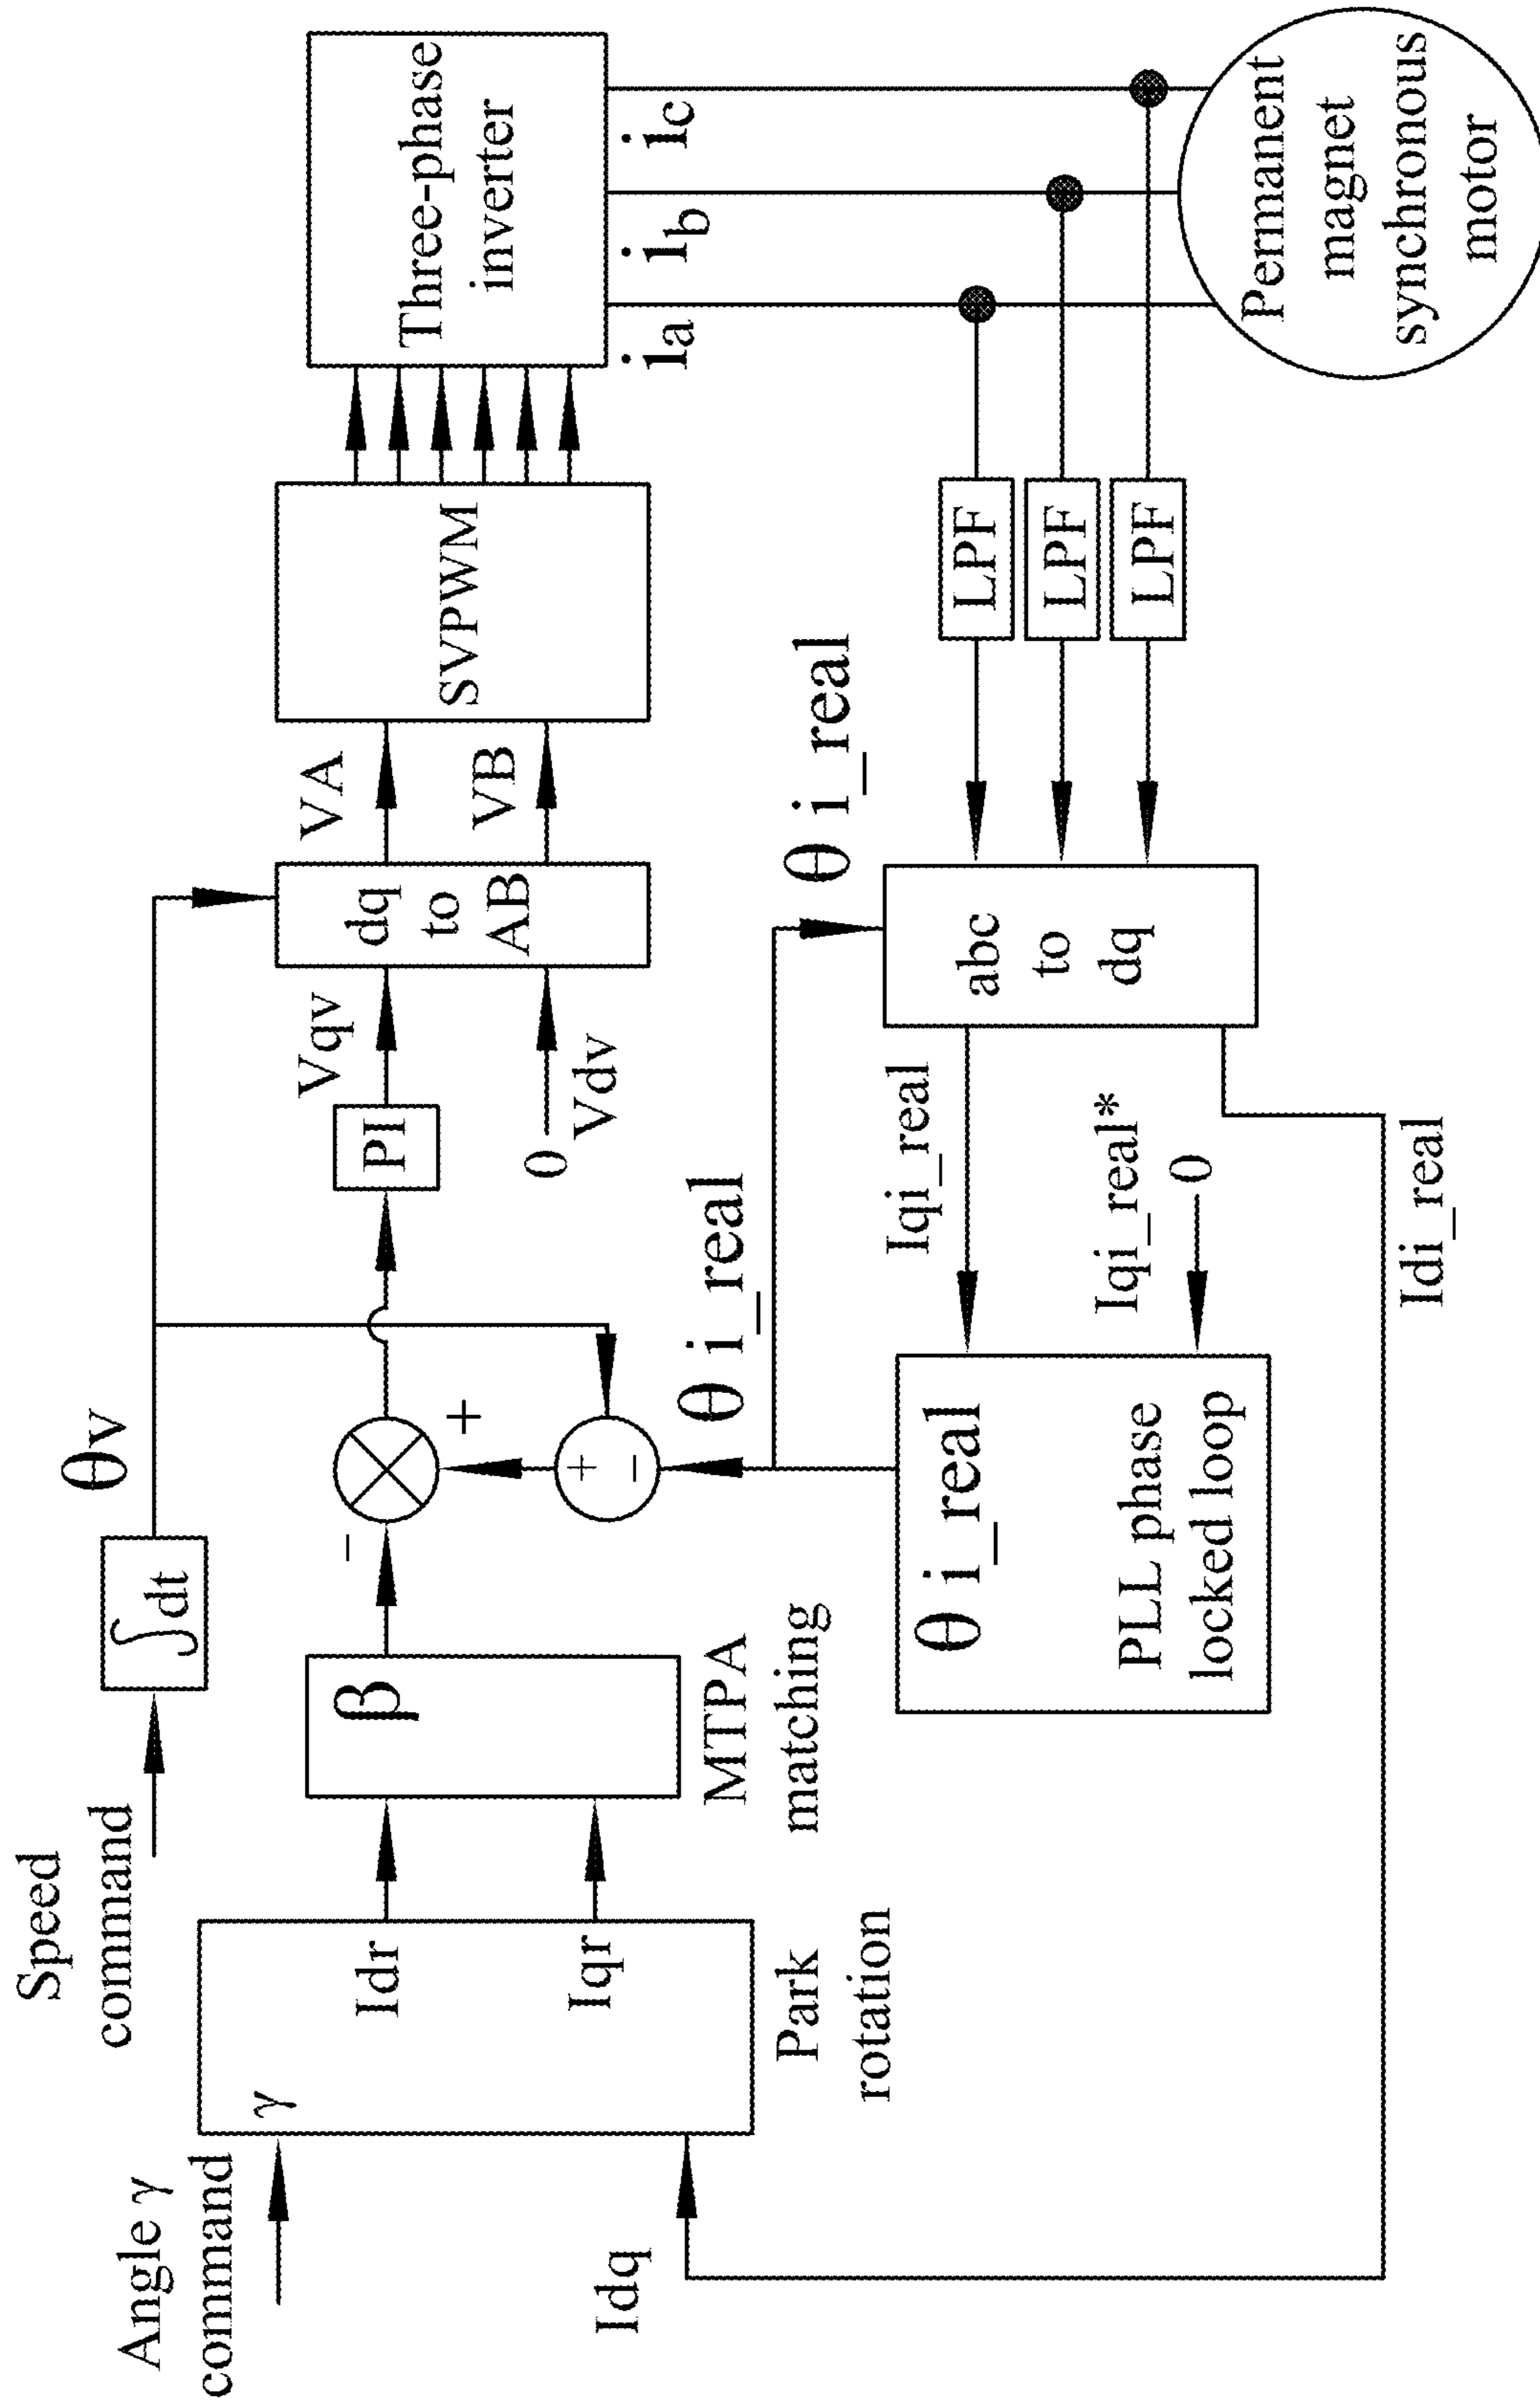 Speed
command
∫dt
θv
Angle γ
command
γ
Idr
Iqr
Idq
Park
rotation
β
MTPA
matching
−
+
+
−
PI
Vqv
0
Vdv
dq
to
AB
VA
VB
SVPWM
Three-phase
inverter
ia
ib
ic
θ i_real
θ i_real
θ i_real
PLL phase
locked loop
Iqi_real
Iqi_real*
0
Idi_real
abc
to
dq
LPF
LPF
LPF
Permanent
magnet
synchronous
motor